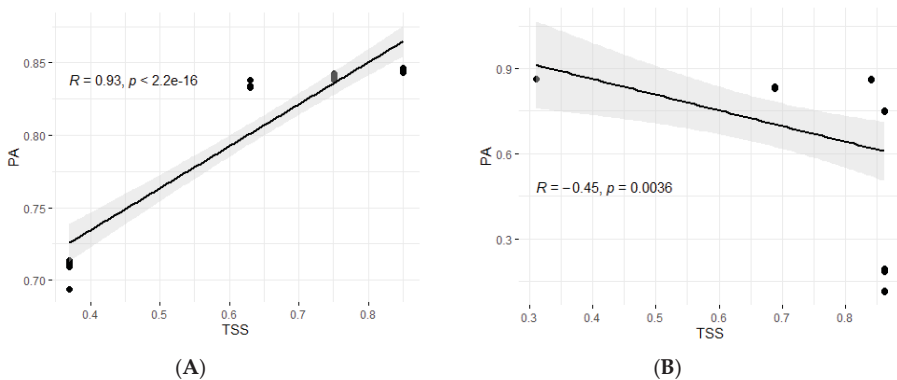 0.85
0.80
0.75
0.70
PA
R = 0.93, p < 2.2e-16
0.4 0.5 0.6 0.7 0.8
TSS
(A)
0.9
0.6
0.3
PA
R = −0.45, p = 0.0036
0.3 0.4 0.5 0.6 0.7 0.8
TSS
(B)